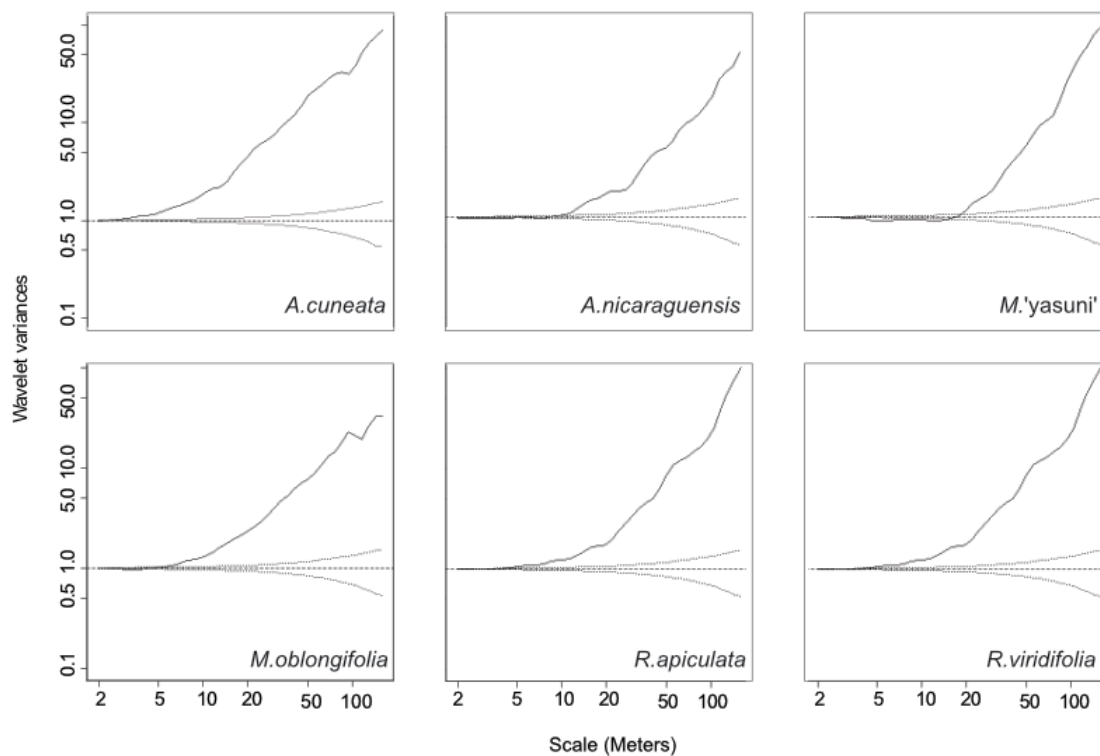 50.0
10.0
5.0
1.0
0.5
0.1
A.cuneata
A.nicaraguensis
M.'yasuni'
Wavelet variances
50.0
10.0
5.0
1.0
0.5
0.1
M.oblongifolia
R.apiculata
R.viridifolia
2 5 10 20 50 100
2 5 10 20 50 100
2 5 10 20 50 100
Scale (Meters)